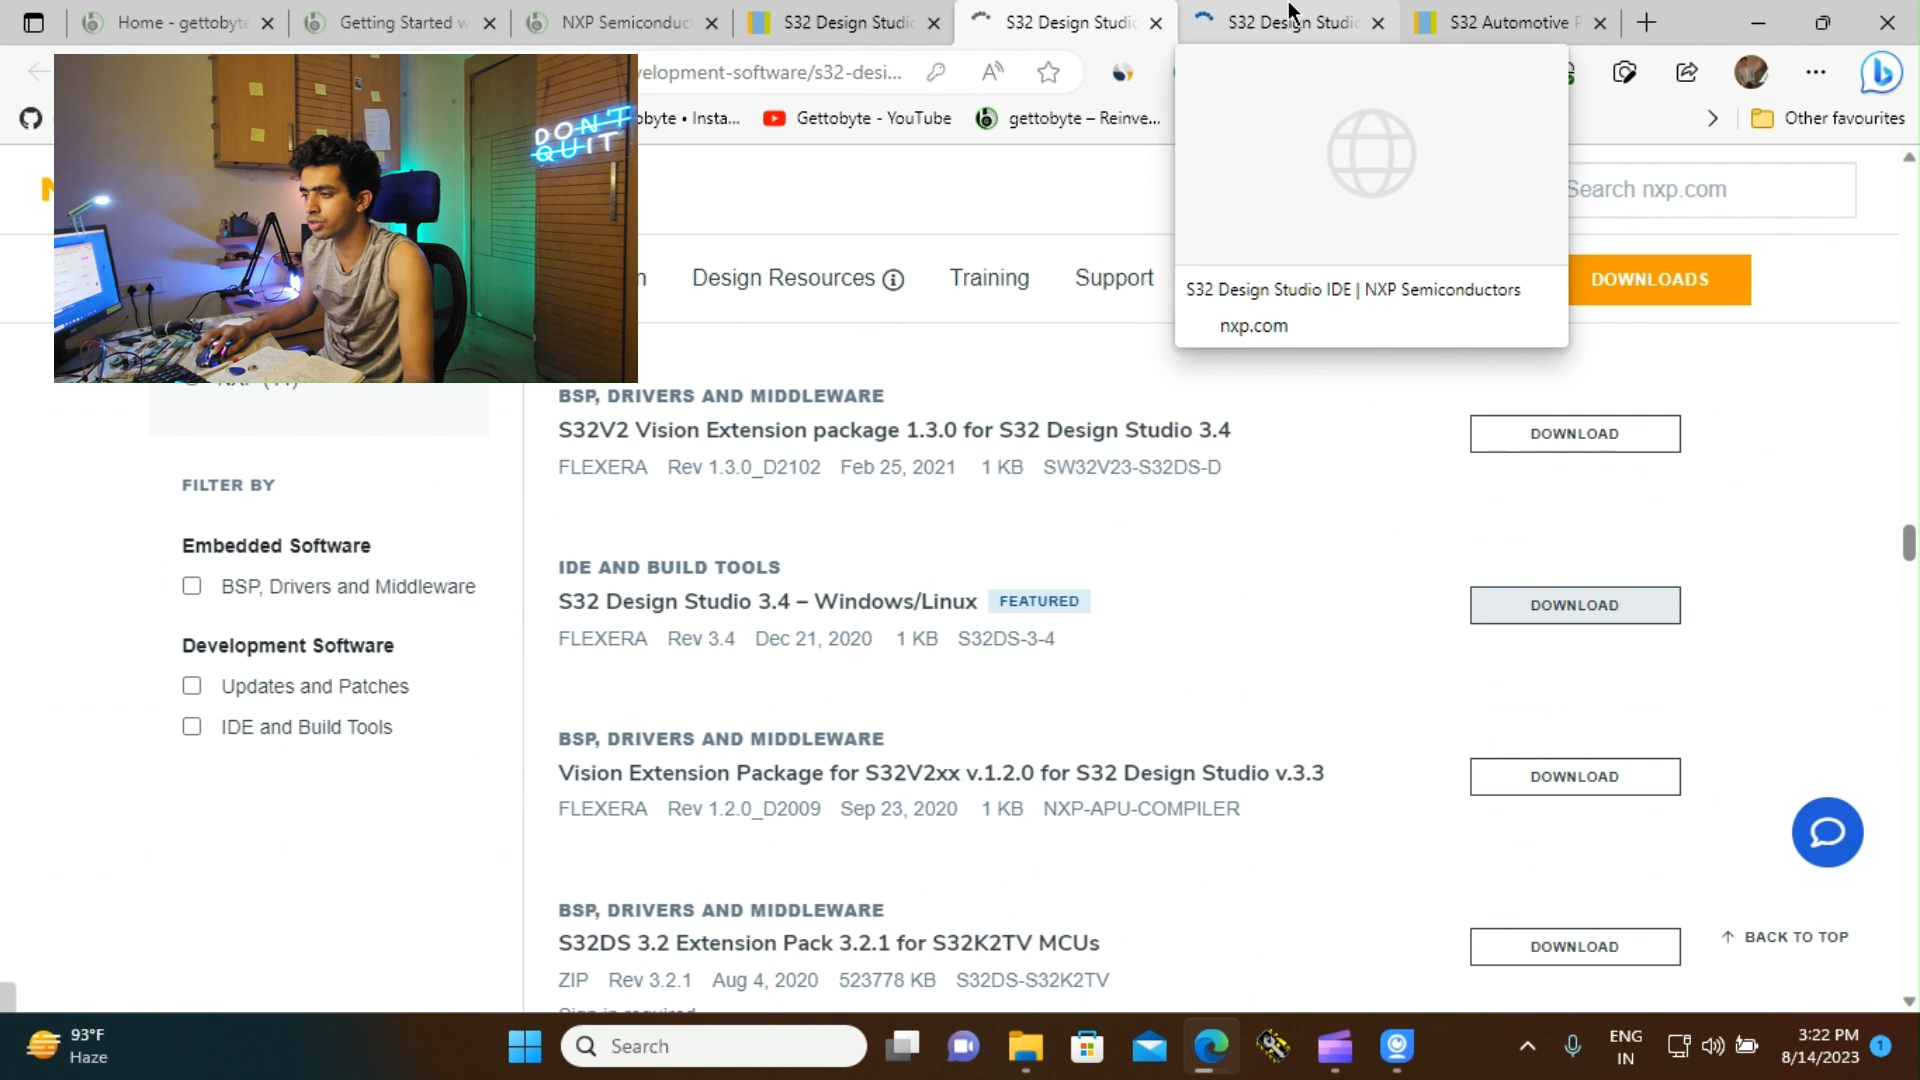 Home - gettobyte
Getting Started w
NXP Semiconduct
S32 Design Studio
S32 Design Studio
S32 Design Studio
S32 Automotive P
velopment-software/s32-desi...
obyte • Insta...
Gettobyte - YouTube
gettobyte – Reinve...
Other favourites
DON'T
QUIT
S32 Design Studio IDE | NXP Semiconductors
nxp.com
Search nxp.com
Design Resources
Training
Support
DOWNLOADS
FILTER BY
Embedded Software
BSP, Drivers and Middleware
Development Software
Updates and Patches
IDE and Build Tools
BSP, DRIVERS AND MIDDLEWARE
S32V2 Vision Extension package 1.3.0 for S32 Design Studio 3.4
FLEXERA Rev 1.3.0_D2102 Feb 25, 2021 1 KB SW32V23-S32DS-D
DOWNLOAD
IDE AND BUILD TOOLS
S32 Design Studio 3.4 – Windows/Linux FEATURED
FLEXERA Rev 3.4 Dec 21, 2020 1 KB S32DS-3-4
DOWNLOAD
BSP, DRIVERS AND MIDDLEWARE
Vision Extension Package for S32V2xx v.1.2.0 for S32 Design Studio v.3.3
FLEXERA Rev 1.2.0_D2009 Sep 23, 2020 1 KB NXP-APU-COMPILER
DOWNLOAD
BSP, DRIVERS AND MIDDLEWARE
S32DS 3.2 Extension Pack 3.2.1 for S32K2TV MCUs
ZIP Rev 3.2.1 Aug 4, 2020 523778 KB S32DS-S32K2TV
DOWNLOAD
BACK TO TOP
93°F
Haze
Search
ENG
IN
3:22 PM
8/14/2023
1